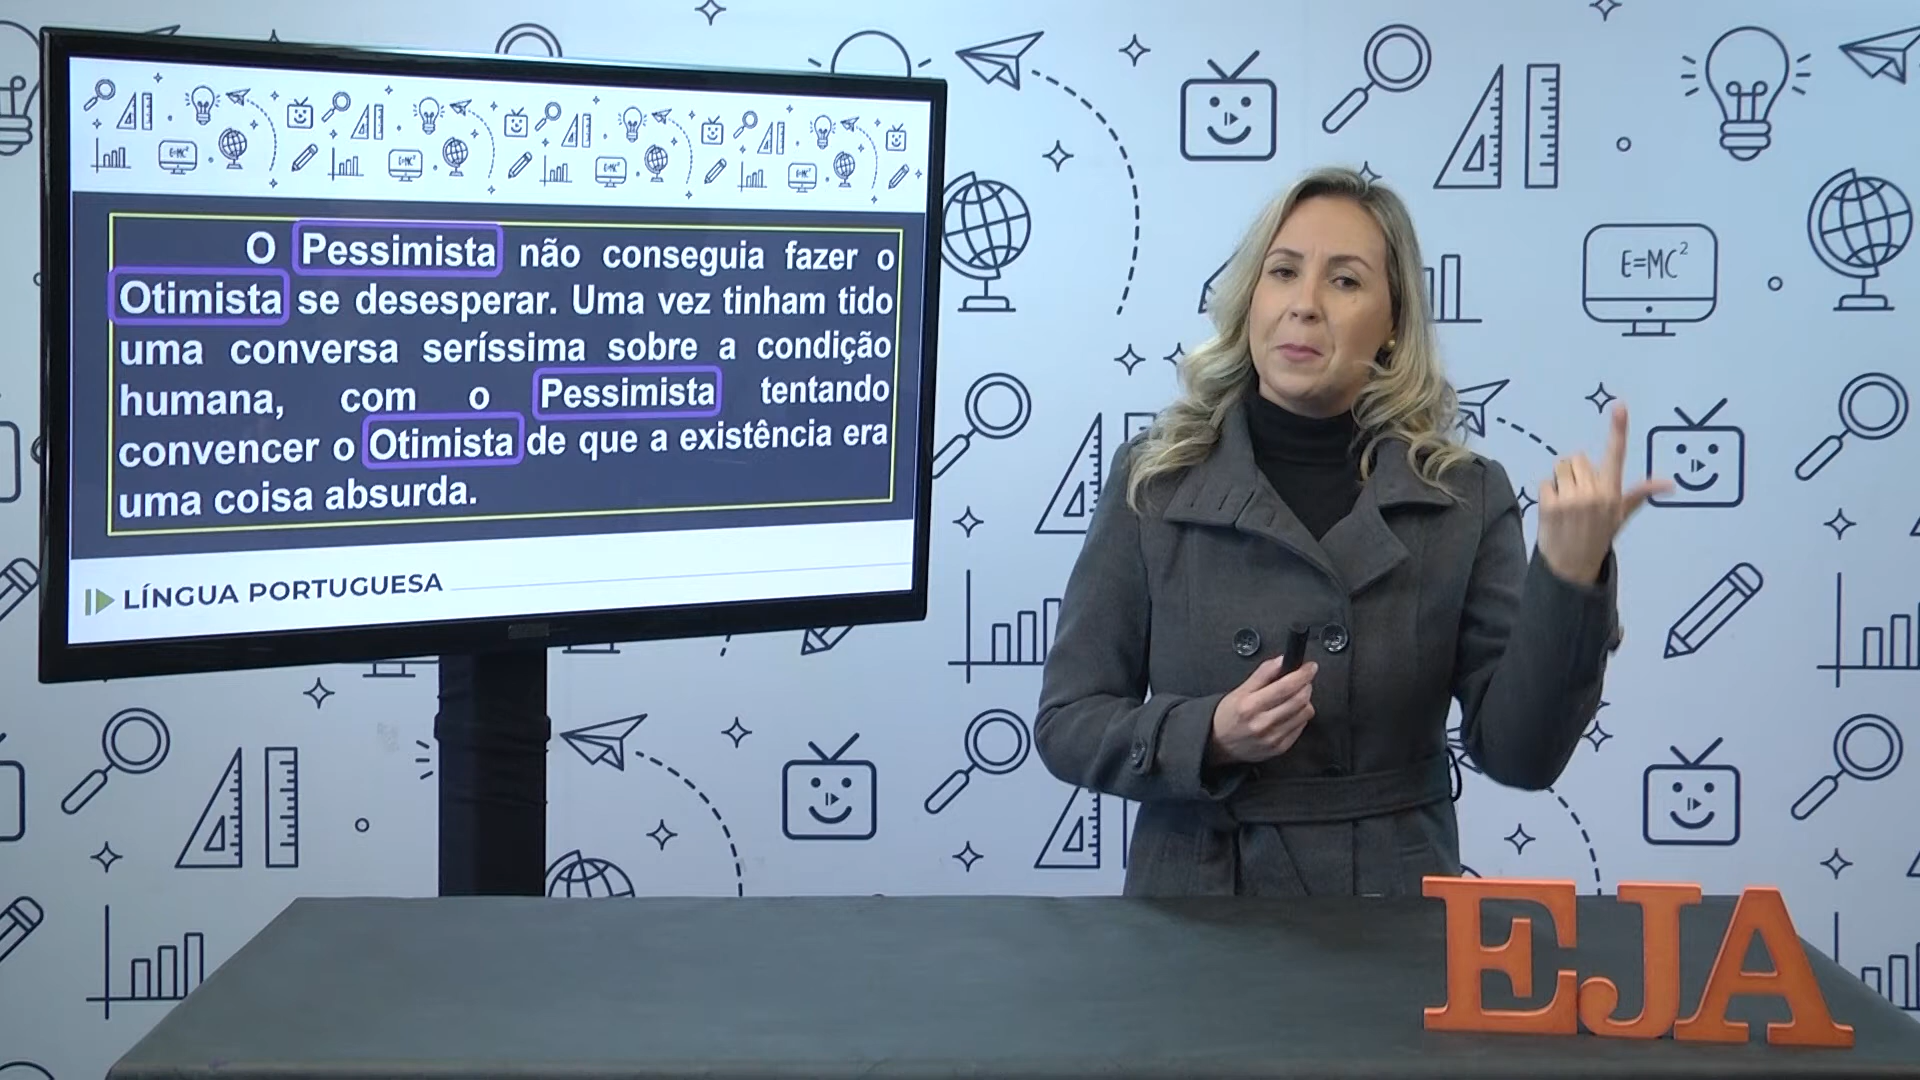 O Pessimista não conseguia fazer o
Otimista se desesperar. Uma vez tinham tido
uma conversa seríssima sobre a condição
humana, com o Pessimista tentando
convencer o Otimista de que a existência era
uma coisa absurda.
LÍNGUA PORTUGUESA
E=MC²
EJA